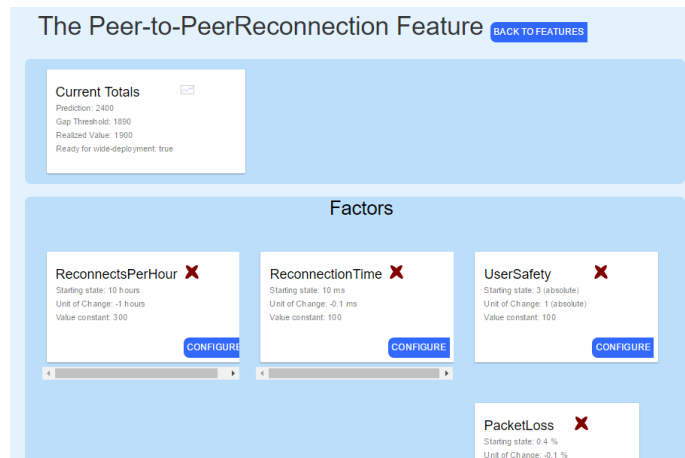 The Peer-to-PeerReconnection Feature BACK TO FEATURES
Current Totals
Prediction: 2400
Gap Threshold: 1890
Realized Value: 1900
Ready for wide-deployment: true
Factors
ReconnectsPerHour
Starting state: 10 hours
Unit of Change: -1 hours
Value constant: 300
CONFIGURE
ReconnectionTime
Starting state: 10 ms
Unit of Change: -0.1 ms
Value constant: 100
CONFIGURE
UserSafety
Starting state: 3 (absolute)
Unit of Change: 1 (absolute)
Value constant: 100
CONFIGURE
PacketLoss
Starting state: 0.4 %
Unit of Change: -0.1 %